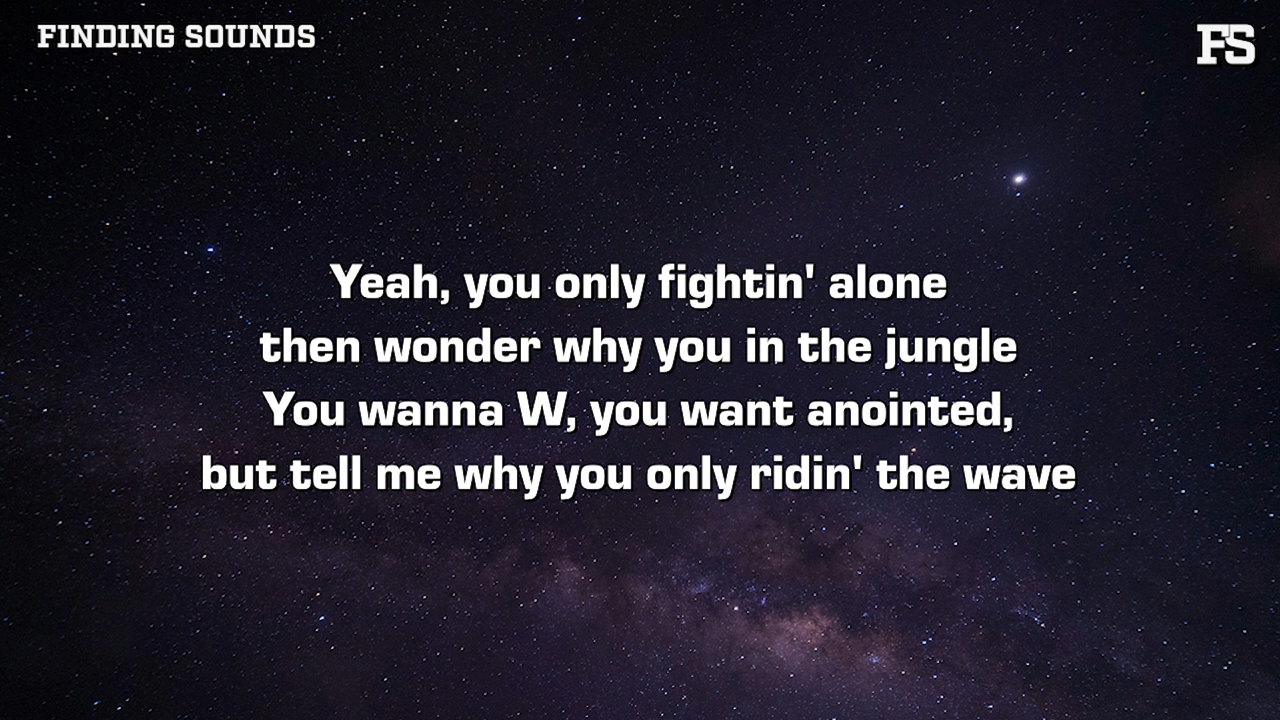 FINDING SOUNDS
FS
Yeah, you only fightin' alone
then wonder why you in the jungle
You wanna W, you want anointed,
but tell me why you only ridin' the wave